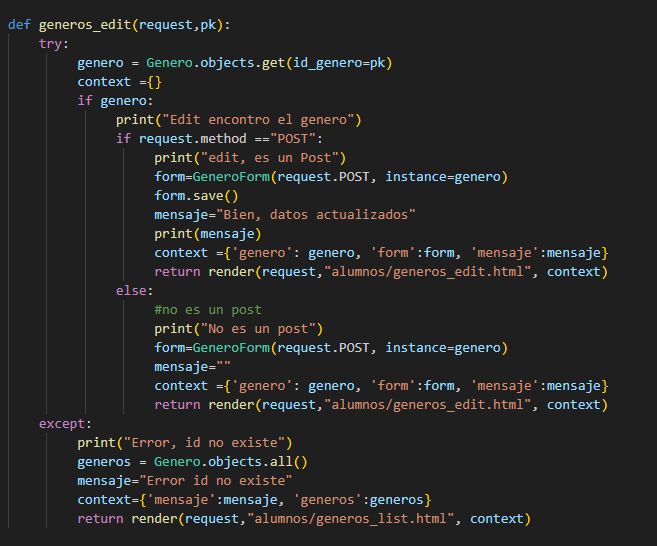 def generos_edit(request,pk):
    try:
        genero = Genero.objects.get(id_genero=pk)
        context ={}
        if genero:
            print("Edit encontro el genero")
            if request.method =="POST":
                print("edit, es un Post")
                form=GeneroForm(request.POST, instance=genero)
                form.save()
                mensaje="Bien, datos actualizados"
                print(mensaje)
                context ={'genero': genero, 'form':form, 'mensaje':mensaje}
                return render(request,"alumnos/generos_edit.html", context)
            else:
                #no es un post
                print("No es un post")
                form=GeneroForm(request.POST, instance=genero)
                mensaje=""
                context ={'genero': genero, 'form':form, 'mensaje':mensaje}
                return render(request,"alumnos/generos_edit.html", context)
    except:
        print("Error, id no existe")
        generos = Genero.objects.all()
        mensaje="Error id no existe"
        context={'mensaje':mensaje, 'generos':generos}
        return render(request,"alumnos/generos_list.html", context)